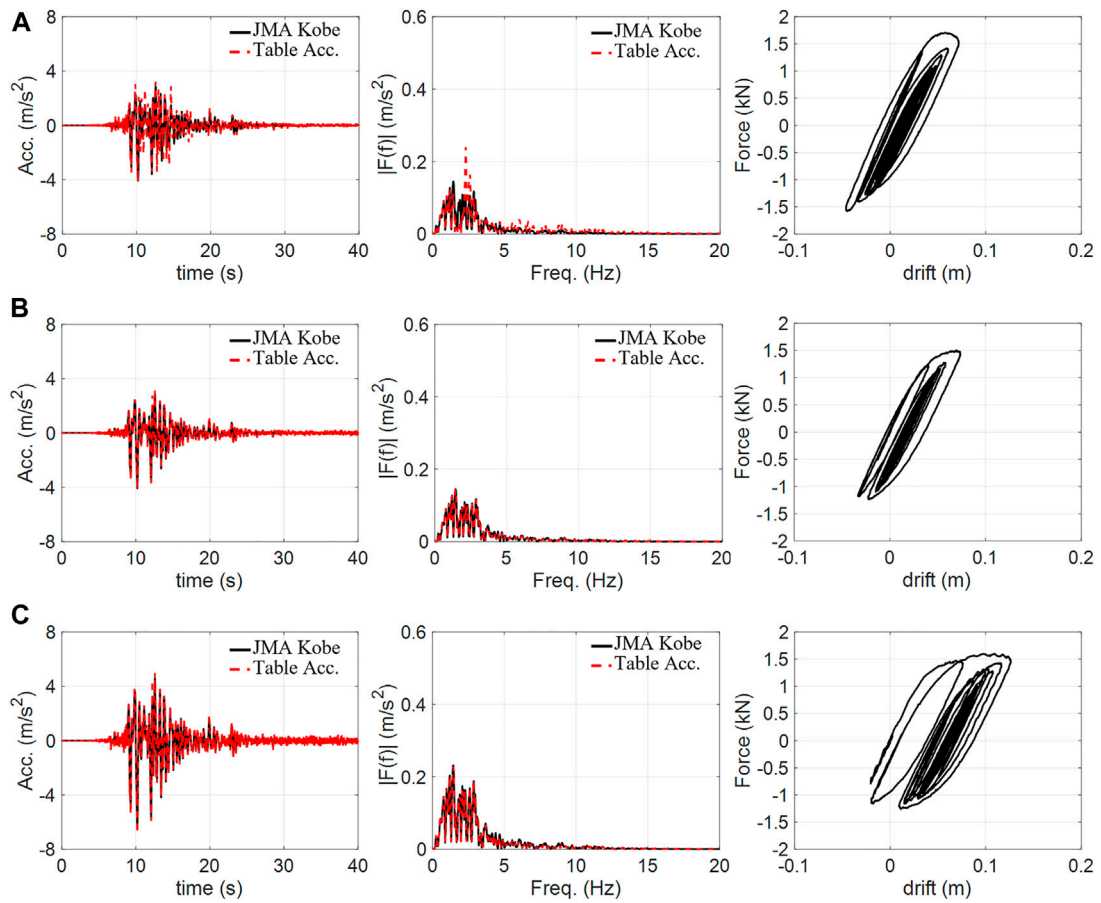 A
8
4
0
-4
-8
0
10
20
30
40
Acc. (m/s²)
time (s)
JMA Kobe
Table Acc.
0.6
0.4
0.2
0
0
5
10
15
20
|F(f)| (m/s²)
Freq. (Hz)
JMA Kobe
Table Acc.
2
1.5
1
0.5
0
-0.5
-1
-1.5
-2
-0.1
0
0.1
0.2
Force (kN)
drift (m)
B
8
4
0
-4
-8
0
10
20
30
40
Acc. (m/s²)
time (s)
JMA Kobe
Table Acc.
0.6
0.4
0.2
0
0
5
10
15
20
|F(f)| (m/s²)
Freq. (Hz)
JMA Kobe
Table Acc.
2
1.5
1
0.5
0
-0.5
-1
-1.5
-2
-0.1
0
0.1
0.2
Force (kN)
drift (m)
C
8
4
0
-4
-8
0
10
20
30
40
Acc. (m/s²)
time (s)
JMA Kobe
Table Acc.
0.6
0.4
0.2
0
0
5
10
15
20
|F(f)| (m/s²)
Freq. (Hz)
JMA Kobe
Table Acc.
2
1.5
1
0.5
0
-0.5
-1
-1.5
-2
-0.1
0
0.1
0.2
Force (kN)
drift (m)